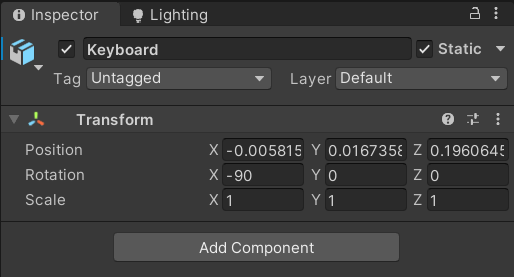 Inspector Lighting
Keyboard Static
Tag Untagged Layer Default
Transform
Position X -0.005815 Y 0.0167358 Z 0.1960645
Rotation X -90 Y 0 Z 0
Scale X 1 Y 1 Z 1
Add Component